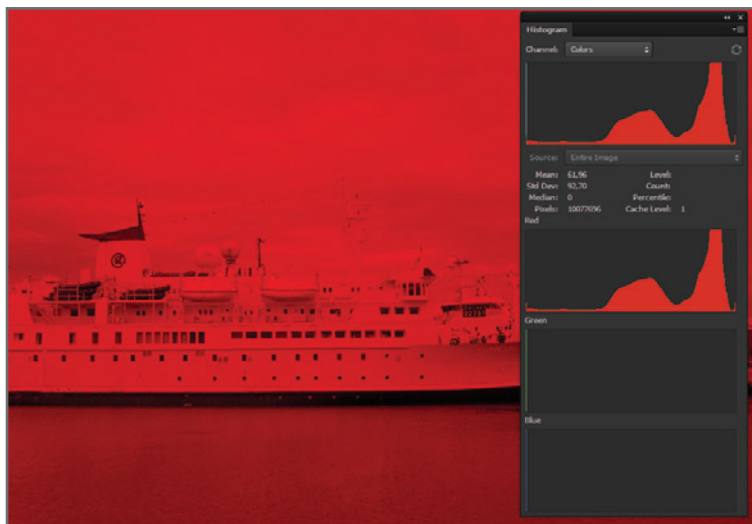 Histogram
Channel: Colors
Source: Entire Image
Mean: 61,96 Level:
Std Dev: 92,70 Count:
Median: 0 Percentile:
Pixels: 10077696 Cache Level: 1
Red
Green
Blue